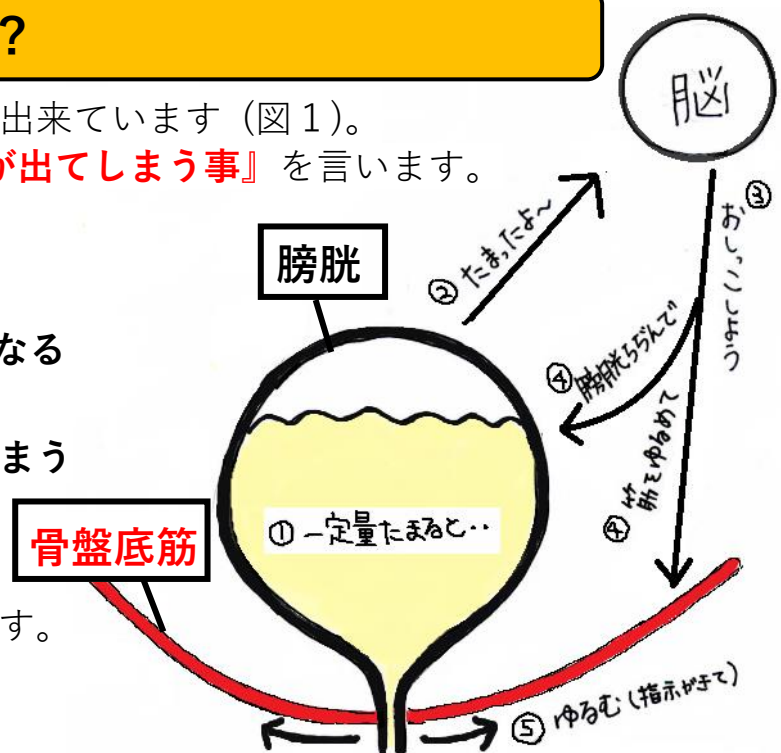 ？
出来ています（図１）。
が出てしまう事』を言います。
なる
まう
す。
脳
膀胱
骨盤底筋
① 一定量たまると‥
② たまったよ～
③ おしっこしよう
④ 膀胱ちぢんで
④ 筋をゆるめて
⑤ ゆるむ（指示がきて）